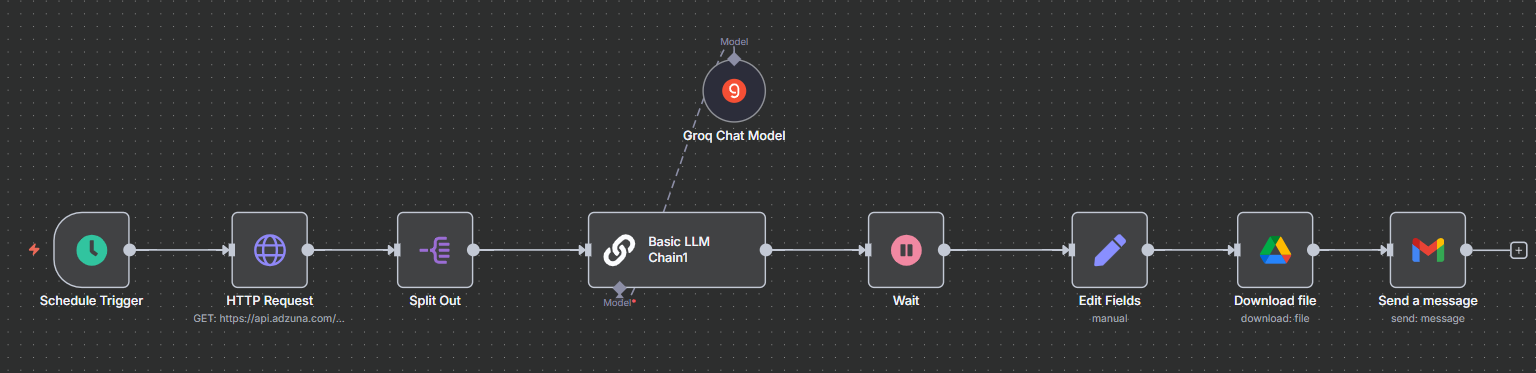 Model
Groq Chat Model
Basic LLM
Chain1
Model*
Schedule Trigger
HTTP Request
GET: https://api.adzuna.com/...
Split Out
Wait
Edit Fields
manual
Download file
download: file
Send a message
send: message